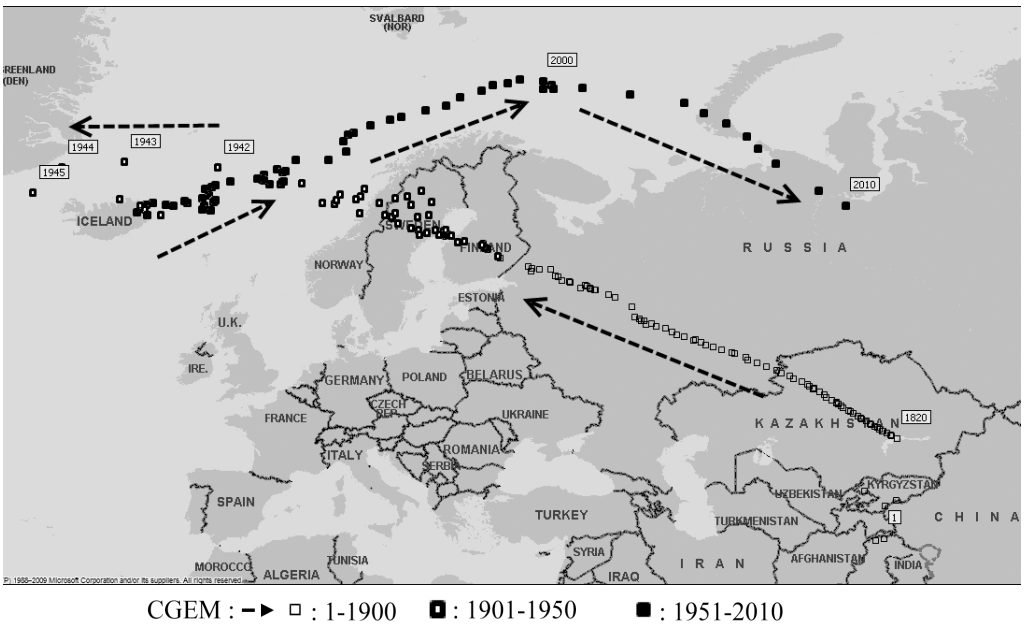 SVALBARD
(NOR)
2000
GREENLAND
(DEN)
1943
1944
1942
1945
2010
ICELAND
SWEDEN
RUSSIA
FINLAND
NORWAY
ESTONIA
U.K.
IRE.
GERMANY
POLAND
BELARUS
CZECH
REP.
FRANCE
UKRAINE
1820
KAZAKHSTAN
ITALY
ROMANIA
SERBIA
KYRGYZSTAN
UZBEKISTAN
SPAIN
1
TURKEY
TURKMENISTAN
CHINA
SYRIA
IRAN
AFGHANISTAN
TUNISIA
MOROCCO
ALGERIA
IRAQ
INDIA
(P) 1988–2009 Microsoft Corporation and/or its suppliers. All rights reserved.
CGEM : : 1-1900 : 1901-1950 : 1951-2010